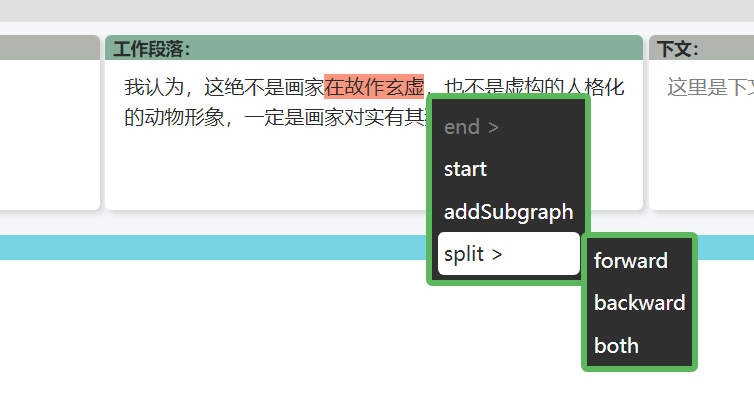 工作段落：
下文：
我认为，这绝不是画家在故作玄虚，也不是虚构的人格化
的动物形象，一定是画家对实有其
这里是下
end >
start
addSubgraph
split >
forward
backward
both